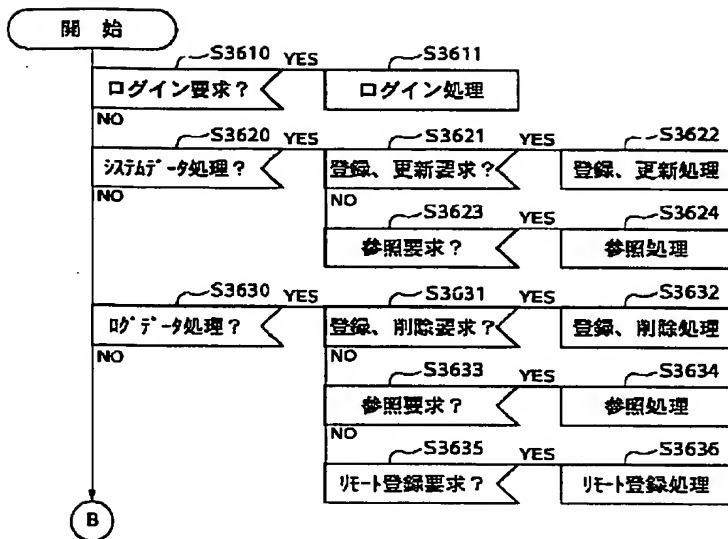 開始
S3610 YES S3611
ログイン要求? ログイン処理
NO
S3620 YES S3621 YES S3622
システムデータ処理? 登録、更新要求? 登録、更新処理
NO NO
S3623 YES S3624
参照要求? 参照処理
S3630 YES S3631 YES S3632
ログデータ処理? 登録、削除要求? 登録、削除処理
NO NO
S3633 YES S3634
参照要求? 参照処理
NO
S3635 YES S3636
リモート登録要求? リモート登録処理
B